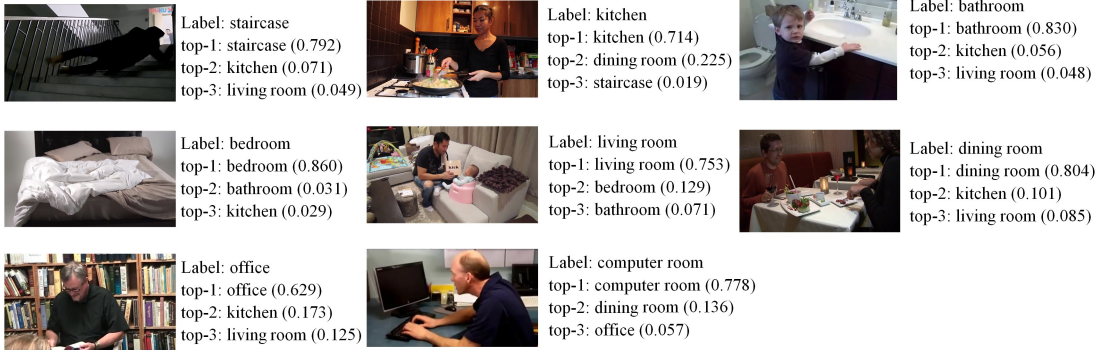 Label: staircase
top-1: staircase (0.792)
top-2: kitchen (0.071)
top-3: living room (0.049)
Label: kitchen
top-1: kitchen (0.714)
top-2: dining room (0.225)
top-3: staircase (0.019)
Label: bathroom
top-1: bathroom (0.830)
top-2: kitchen (0.056)
top-3: living room (0.048)
Label: bedroom
top-1: bedroom (0.860)
top-2: bathroom (0.031)
top-3: kitchen (0.029)
Label: living room
top-1: living room (0.753)
top-2: bedroom (0.129)
top-3: bathroom (0.071)
Label: dining room
top-1: dining room (0.804)
top-2: kitchen (0.101)
top-3: living room (0.085)
Label: office
top-1: office (0.629)
top-2: kitchen (0.173)
top-3: living room (0.125)
Label: computer room
top-1: computer room (0.778)
top-2: dining room (0.136)
top-3: office (0.057)